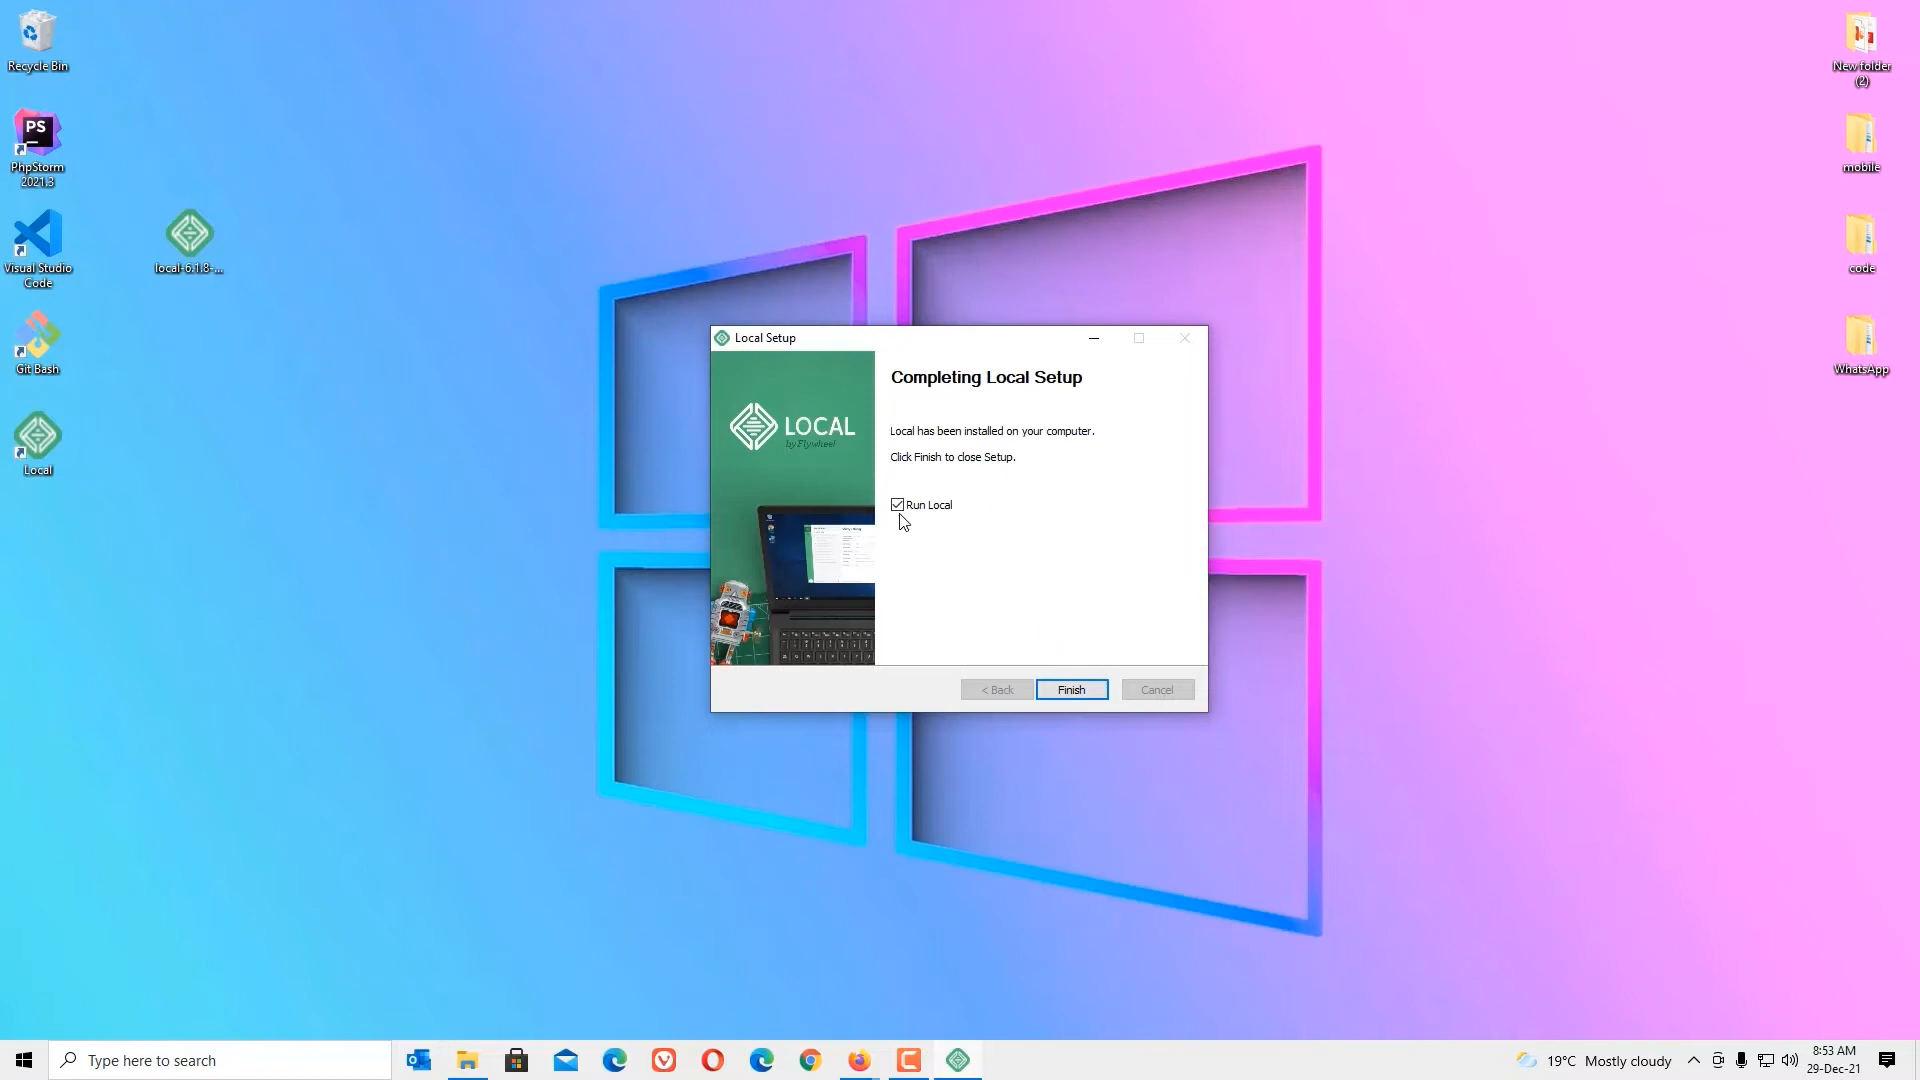 Recycle Bin
PhpStorm
2021.3
Visual Studio
Code
Git Bash
Local
local-6.1.8-...
New folder
(2)
mobile
code
WhatsApp
Local Setup
LOCAL
by Flywheel
Completing Local Setup
Local has been installed on your computer.
Click Finish to close Setup.
Run Local
< Back
Finish
Cancel
Type here to search
19°C Mostly cloudy
8:53 AM
29-Dec-21